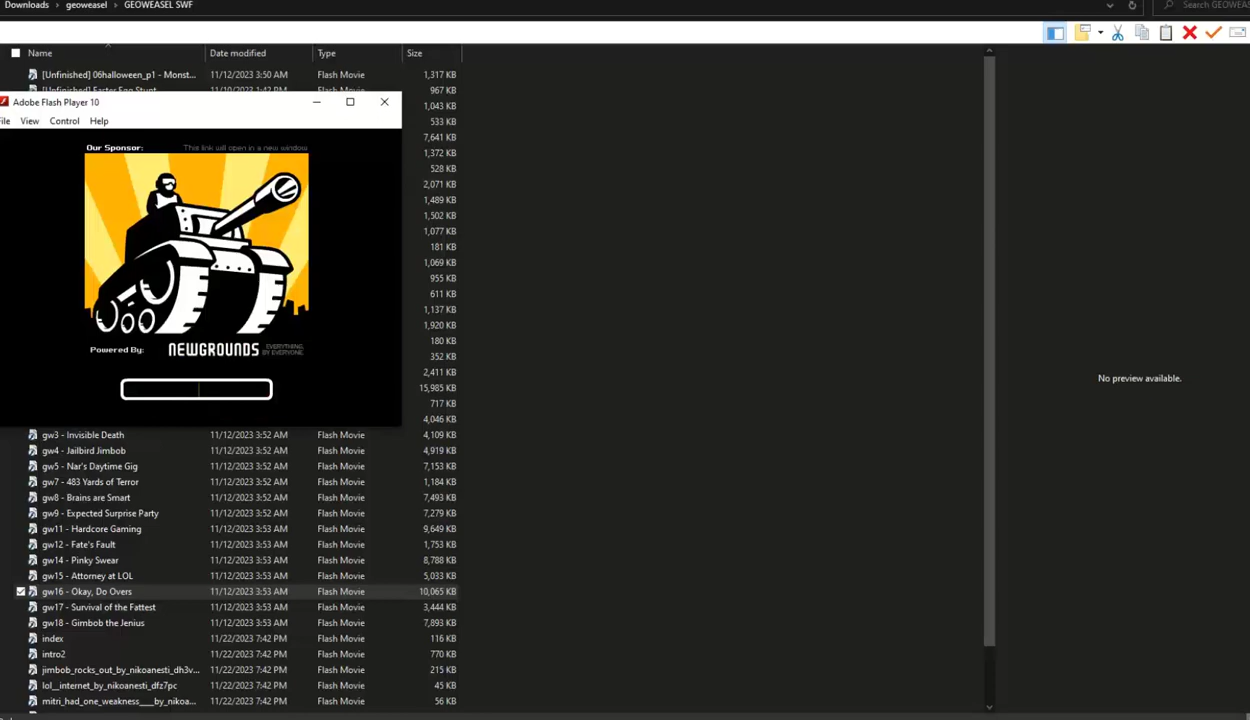 Downloads > geoweasel > GEOWEASEL SWF
Search GEOWEAS
Name Date modified Type Size
[Unfinished] 06halloween_p1 - Monst... 11/12/2023 3:50 AM Flash Movie 1,317 KB
[Unfinished] Easter Egg Stunt 11/10/2023 1:42 PM Flash Movie 967 KB
Adobe Flash Player 10
1,043 KB
File View Control Help
533 KB
7,641 KB
Our Sponsor: This link will open in a new window
1,372 KB
528 KB
2,071 KB
1,489 KB
1,502 KB
1,077 KB
181 KB
1,069 KB
955 KB
611 KB
1,137 KB
1,920 KB
180 KB
Powered By: NEWGROUNDS EVERYTHING, BY EVERYONE.
352 KB
2,411 KB
No preview available.
15,985 KB
717 KB
4,046 KB
gw3 - Invisible Death 11/12/2023 3:52 AM Flash Movie 4,109 KB
gw4 - Jailbird Jimbob 11/12/2023 3:52 AM Flash Movie 4,919 KB
gw5 - Nar's Daytime Gig 11/12/2023 3:52 AM Flash Movie 7,153 KB
gw7 - 483 Yards of Terror 11/12/2023 3:52 AM Flash Movie 1,184 KB
gw8 - Brains are Smart 11/12/2023 3:52 AM Flash Movie 7,493 KB
gw9 - Expected Surprise Party 11/12/2023 3:52 AM Flash Movie 7,279 KB
gw11 - Hardcore Gaming 11/12/2023 3:53 AM Flash Movie 9,649 KB
gw12 - Fate's Fault 11/12/2023 3:53 AM Flash Movie 1,753 KB
gw14 - Pinky Swear 11/12/2023 3:53 AM Flash Movie 8,788 KB
gw15 - Attorney at LOL 11/12/2023 3:53 AM Flash Movie 5,033 KB
gw16 - Okay, Do Overs 11/12/2023 3:53 AM Flash Movie 10,065 KB
gw17 - Survival of the Fattest 11/12/2023 3:53 AM Flash Movie 3,444 KB
gw18 - Gimbob the Jenius 11/12/2023 3:53 AM Flash Movie 7,893 KB
index 11/22/2023 7:42 PM Flash Movie 116 KB
intro2 11/22/2023 7:42 PM Flash Movie 770 KB
jimbob_rocks_out_by_nikoanesti_dh3v... 11/22/2023 7:42 PM Flash Movie 215 KB
lol__internet_by_nikoanesti_dfz7pc 11/22/2023 7:42 PM Flash Movie 45 KB
mitri_had_one_weakness___by_nikoa... 11/22/2023 7:42 PM Flash Movie 56 KB